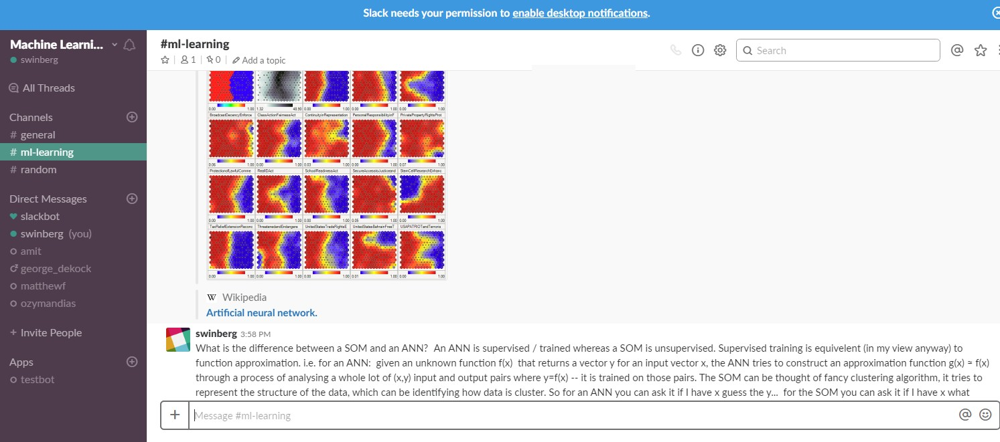 Slack needs your permission to enable desktop notifications.
Machine Learni...
swinberg
All Threads
Channels
# general
# ml-learning
# random
Direct Messages
slackbot
swinberg (you)
amit
george_dekock
matthewf
ozymandias
+ Invite People
Apps
testbot
#ml-learning
1 | 0 | Add a topic
Search
0.00 1.00 1.32 48.90 0.00 1.00 0.00 1.00 0.00 1.00
BroadcastDecencyEnforce ClassActionFairnessAct ContinuityinRepresentation PersonalResponsibilityinF PrivatePropertyRightsProt
0.06 1.00 0.00 1.00 0.03 1.00 0.00 1.00 0.07 1.00
ProtectionofLawfulComme RealIDAct SchoolReadinessAct SecureAccesstoJusticeand StemCellResearchEnhanc
0.00 1.00 0.00 1.00 0.00 1.00 0.05 1.00 0.00 1.00
TaxReliefExtensionReconc ThreatenedandEndangere UnitedStatesTradeRightsE UnitedStatesBahrainFreeT USAPATRIOTandTerroris
0.00 1.00 0.00 1.00 0.00 1.00 0.01 1.00 0.00 1.00
W Wikipedia
Artificial neural network.
swinberg 3:58 PM
What is the difference between a SOM and an ANN? An ANN is supervised / trained whereas a SOM is unsupervised. Supervised training is equivelent (in my view anyway) to
function approximation. i.e. for an ANN: given an unknown function f(x) that returns a vector y for an input vector x, the ANN tries to construct an approximation function g(x) ≃ f(x)
through a process of analysing a whole lot of (x,y) input and output pairs where y=f(x) -- it is trained on those pairs. The SOM can be thought of fancy clustering algorithm, it tries to
represent the structure of the data, which can be identifying how data is cluster. So for an ANN you can ask it if I have x guess the y... for the SOM you can ask it if I have x what
Message #ml-learning